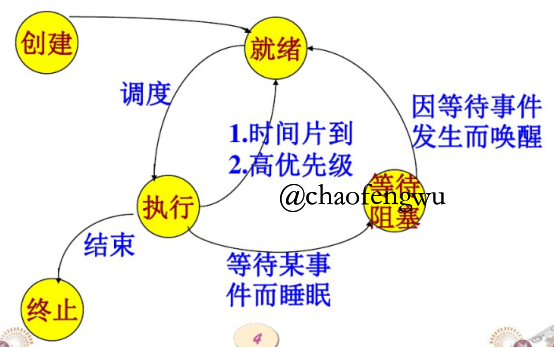 创建
就绪
调度
1.时间片到
2.高优先级
因等待事件
发生而唤醒
执行
等待
阻塞
@chaofengwu
结束
等待某事
件而睡眠
终止
4